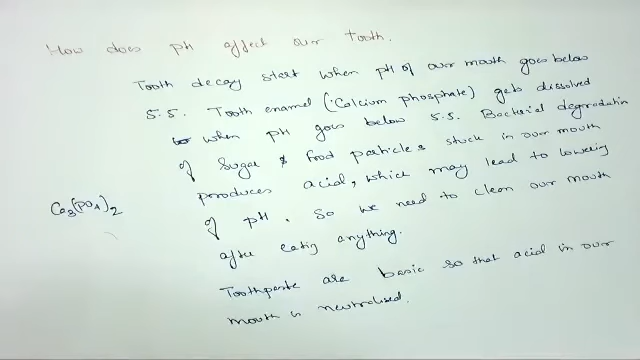 How does pH affect our tooth.
Tooth decay start when pH of our mouth goes below
5.5. Tooth enamel (Calcium phosphate) gets dissolved
when pH goes below 5.5. Bacterial degradation
of Sugar & food particles stuck in our mouth
produces acid, which may lead to lowering
of pH. So we need to clean our mouth
after eating anything.
Ca3(PO4)2
Toothpaste are basic so that acid in our
mouth is neutralised.